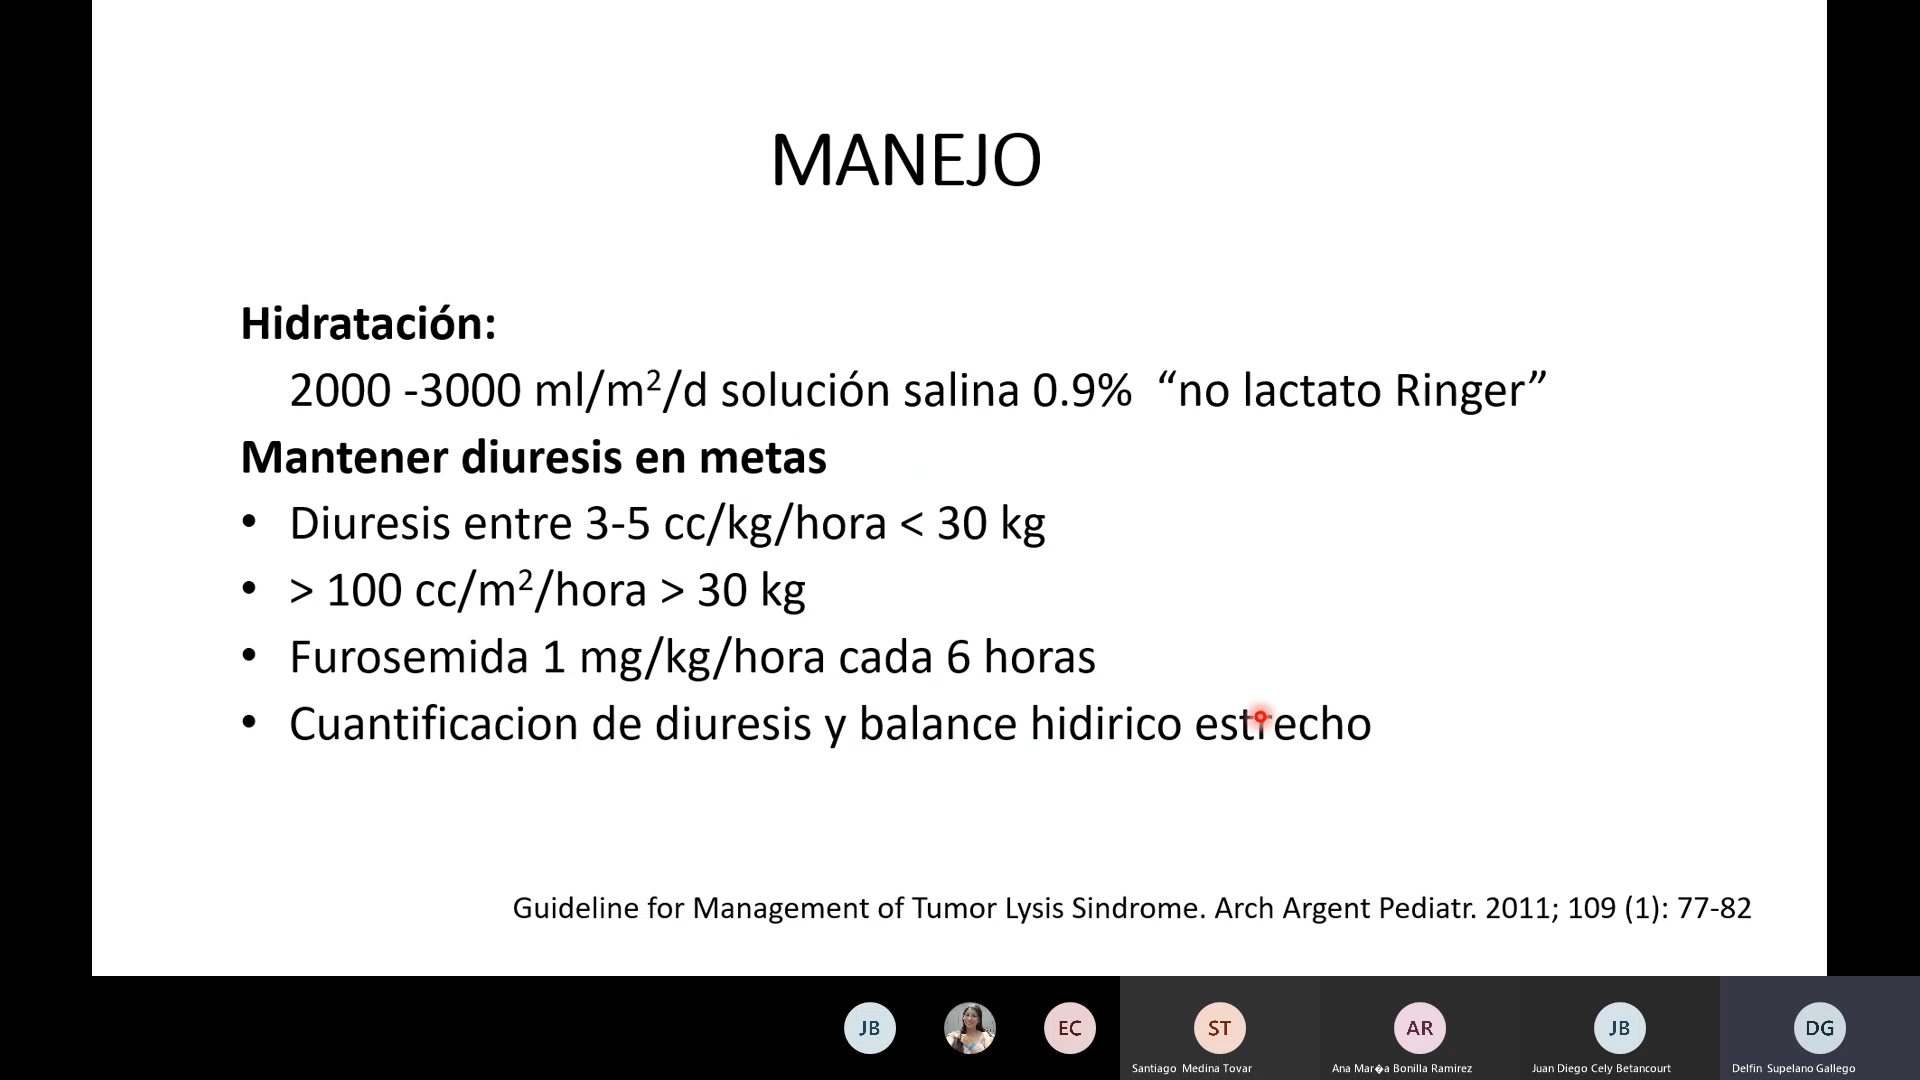 MANEJO
Hidratación:
2000 -3000 ml/m²/d solución salina 0.9% “no lactato Ringer”
Mantener diuresis en metas
• Diuresis entre 3-5 cc/kg/hora < 30 kg
• > 100 cc/m²/hora > 30 kg
• Furosemida 1 mg/kg/hora cada 6 horas
• Cuantificacion de diuresis y balance hidirico estrecho
Guideline for Management of Tumor Lysis Sindrome. Arch Argent Pediatr. 2011; 109 (1): 77-82
JB EC ST AR JB DG
Santiago Medina Tovar Ana Mar�a Bonilla Ramirez Juan Diego Cely Betancourt Delfin Supelano Gallego